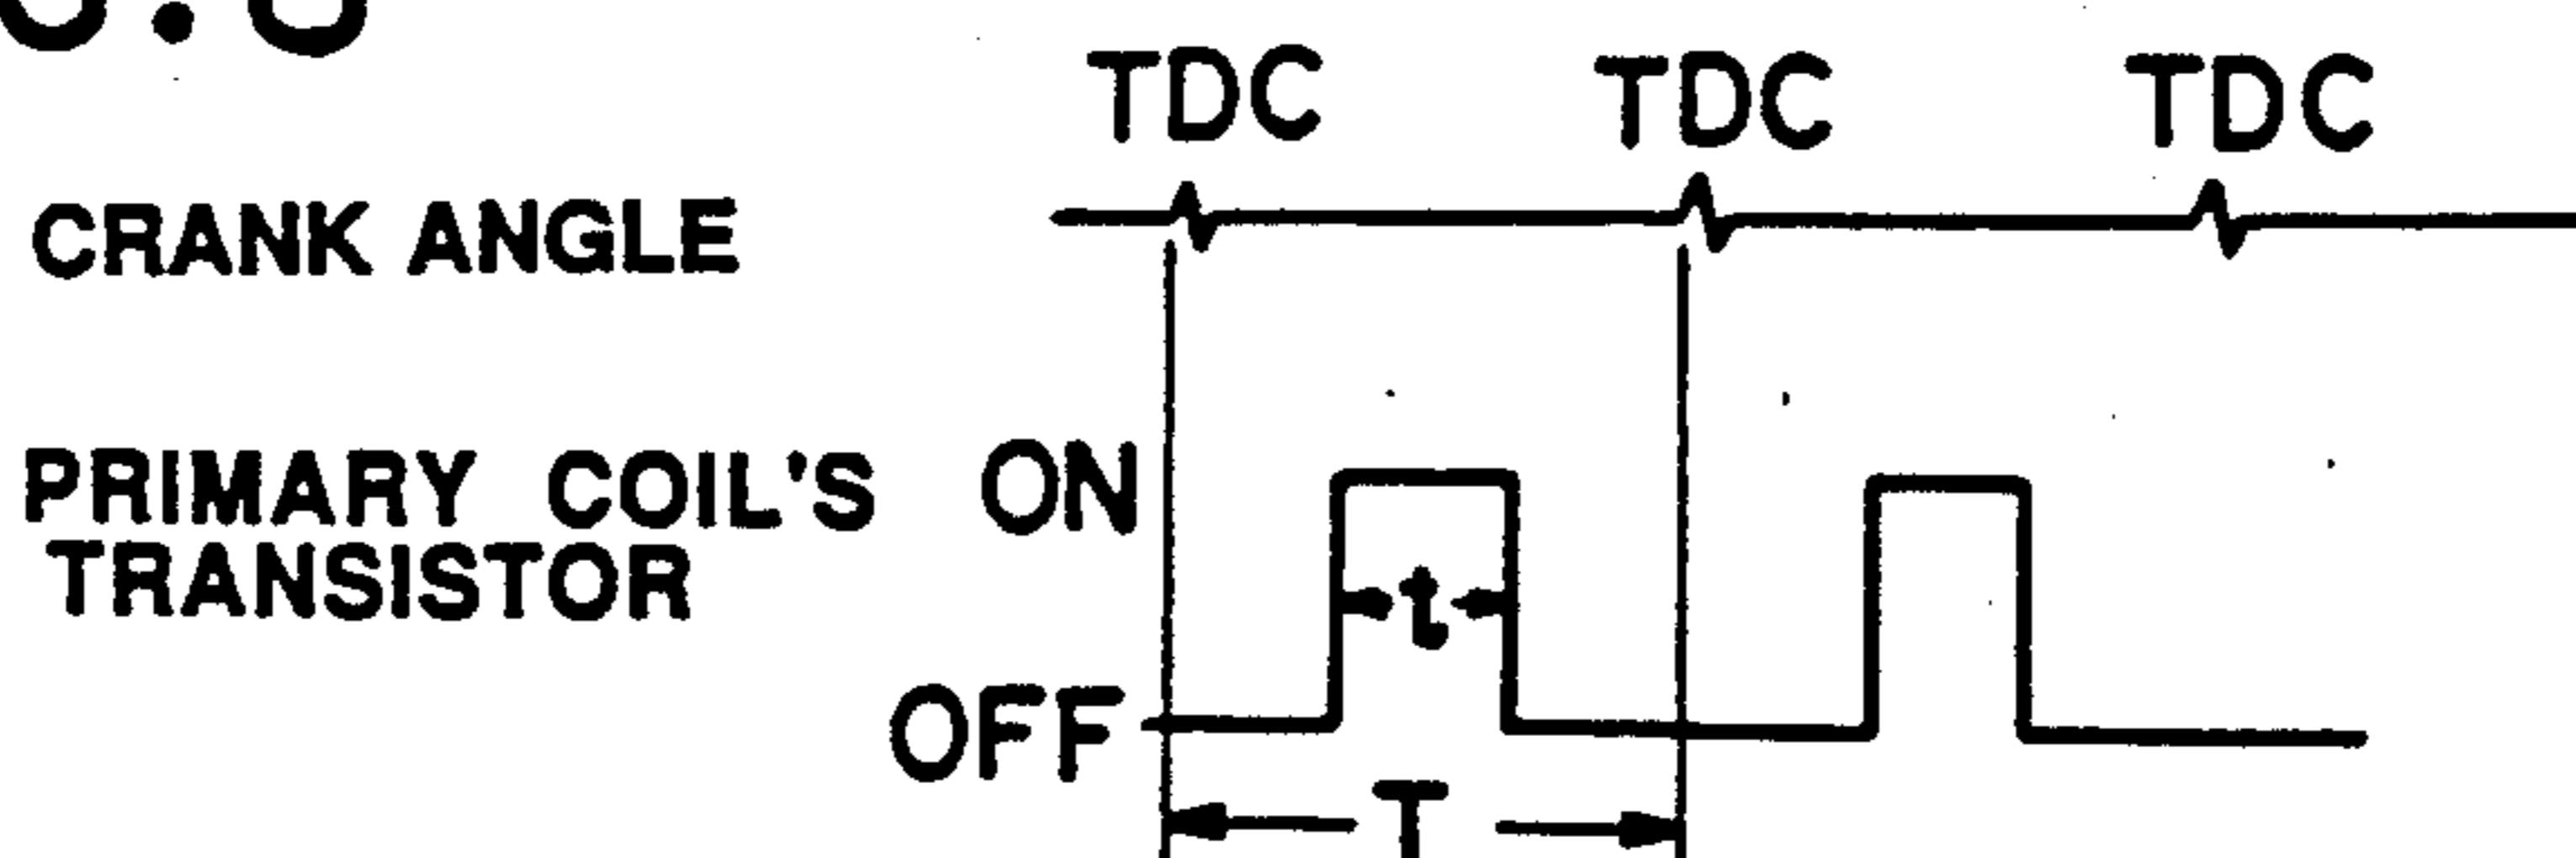 TDC TDC TDC
CRANK ANGLE
PRIMARY COIL'S
TRANSISTOR
ON
t
OFF
T